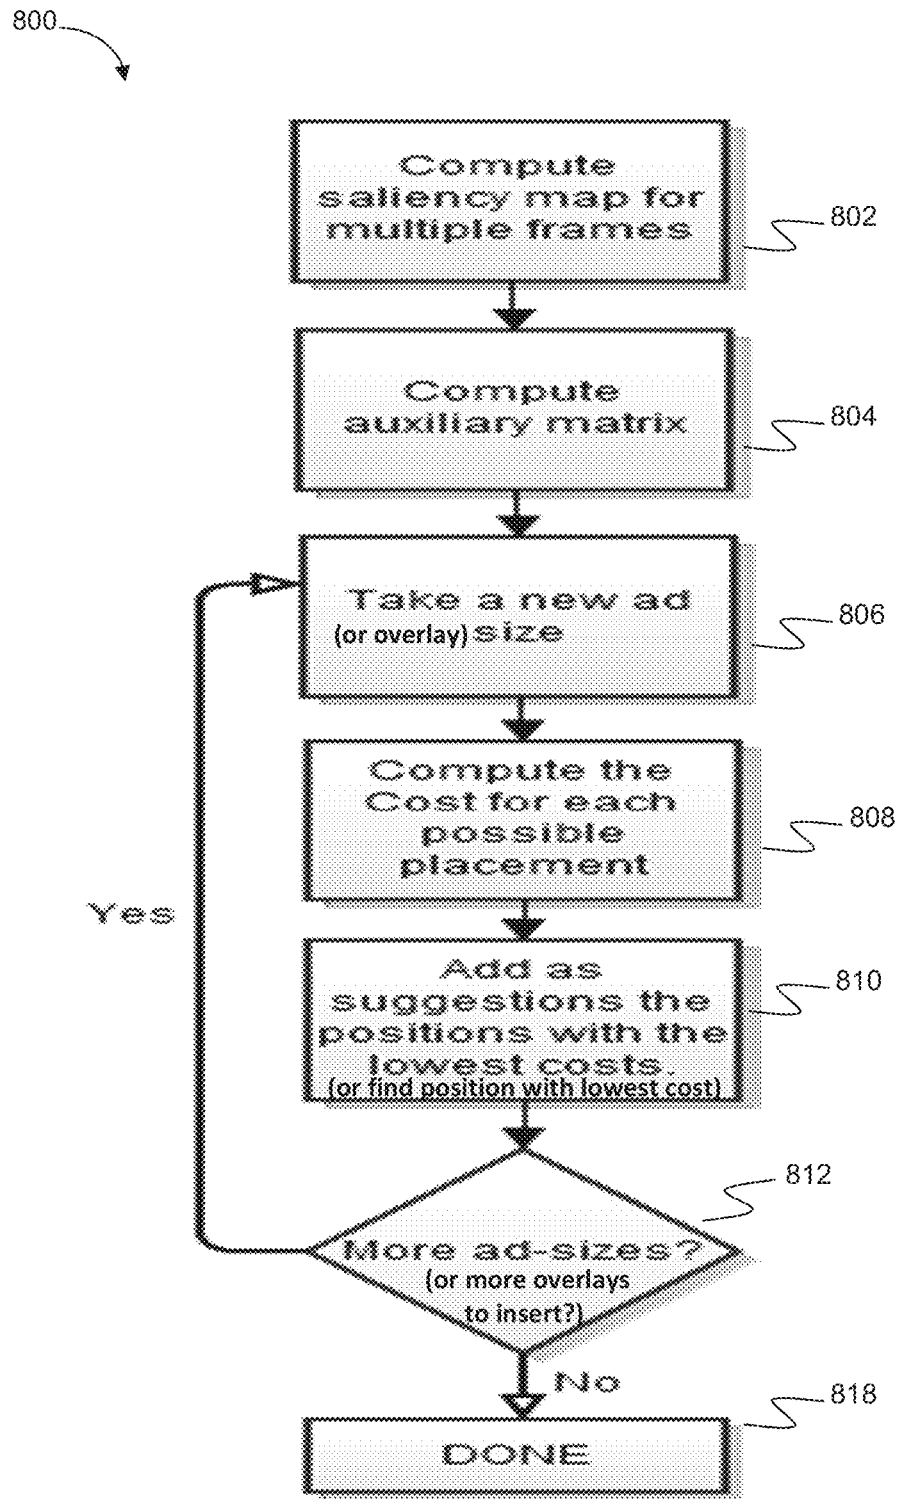 800
Compute
saliency map for
multiple frames
802
Compute
auxiliary matrix
804
Take a new ad
(or overlay) size
806
Compute the
Cost for each
possible
placement
808
Add as
suggestions the
positions with the
lowest costs.
(or find position with lowest cost)
810
812
More ad-sizes?
(or more overlays
to insert?)
Yes
No
818
DONE